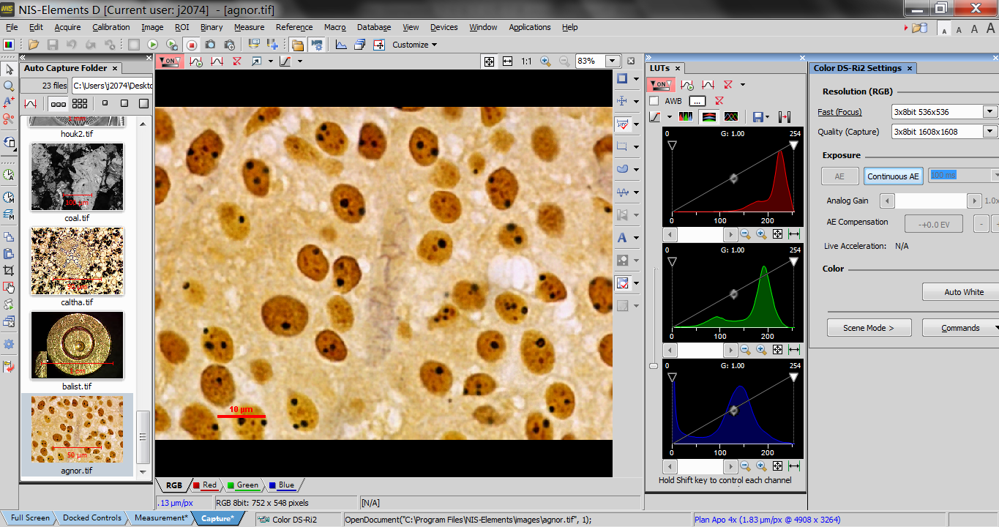 NIS-Elements D [Current user: j2074] - [agnor.tif]
File Edit Acquire Calibration Image ROI Binary Measure Reference Macro Database View Devices Window Applications Help
A A A A
Customize
Auto Capture Folder
23 files C:\Users\j2074\Deskto
houk2.tif
100 µm
coal.tif
caltha.tif
balist.tif
50 µm
agnor.tif
ON
1:1 83%
10 µm
RGB Red Green Blue
.13 µm/px RGB 8bit: 752 x 548 pixels [N/A]
LUTs
ON
AWB ...
0 G: 1.00 254
0 100 200
0 G: 1.00 254
0 100 200
0 G: 1.00 254
0 100 200
Hold Shift key to control each channel
Color DS-Ri2 Settings
Resolution (RGB)
Fast (Focus) 3x8bit 536x536
Quality (Capture) 3x8bit 1608x1608
Exposure
AE Continuous AE 100 ms
Analog Gain 1.0x
AE Compensation -+0.0 EV - +
Live Acceleration: N/A
Color
Auto White
Scene Mode > Commands
Full Screen Docked Controls Measurement* Capture* Color DS-Ri2 OpenDocument("C:\Program Files\NIS-Elements\images\agnor.tif", 1); Plan Apo 4x (1.83 µm/px @ 4908 x 3264)